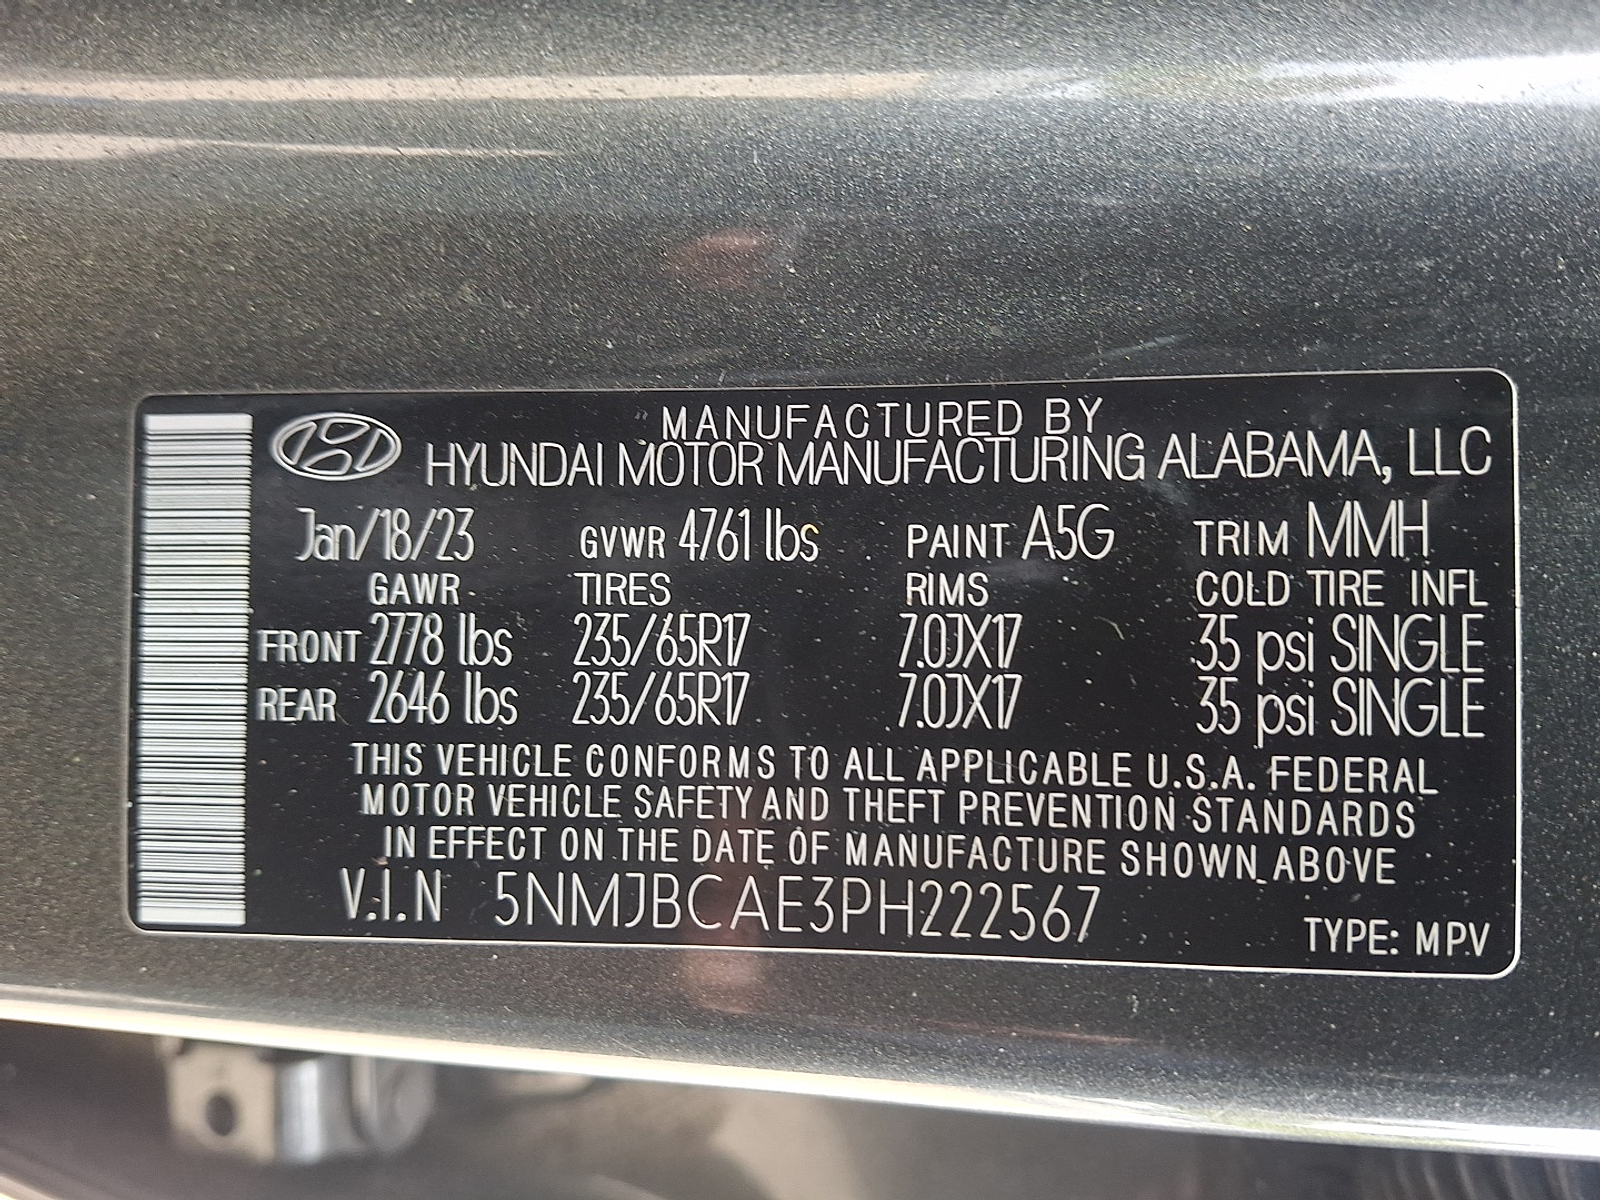 MANUFACTURED BY
HYUNDAI MOTOR MANUFACTURING ALABAMA, LLC
Jan/18/23 GVWR 4761 lbs PAINT A5G TRIM MMH
GAWR TIRES RIMS COLD TIRE INFL
FRONT 2778 lbs 235/65R17 7.0JX17 35 psi SINGLE
REAR 2646 lbs 235/65R17 7.0JX17 35 psi SINGLE
THIS VEHICLE CONFORMS TO ALL APPLICABLE U.S.A. FEDERAL
MOTOR VEHICLE SAFETY AND THEFT PREVENTION STANDARDS
IN EFFECT ON THE DATE OF MANUFACTURE SHOWN ABOVE
V.I.N 5NMJBCAE3PH222567 TYPE: MPV